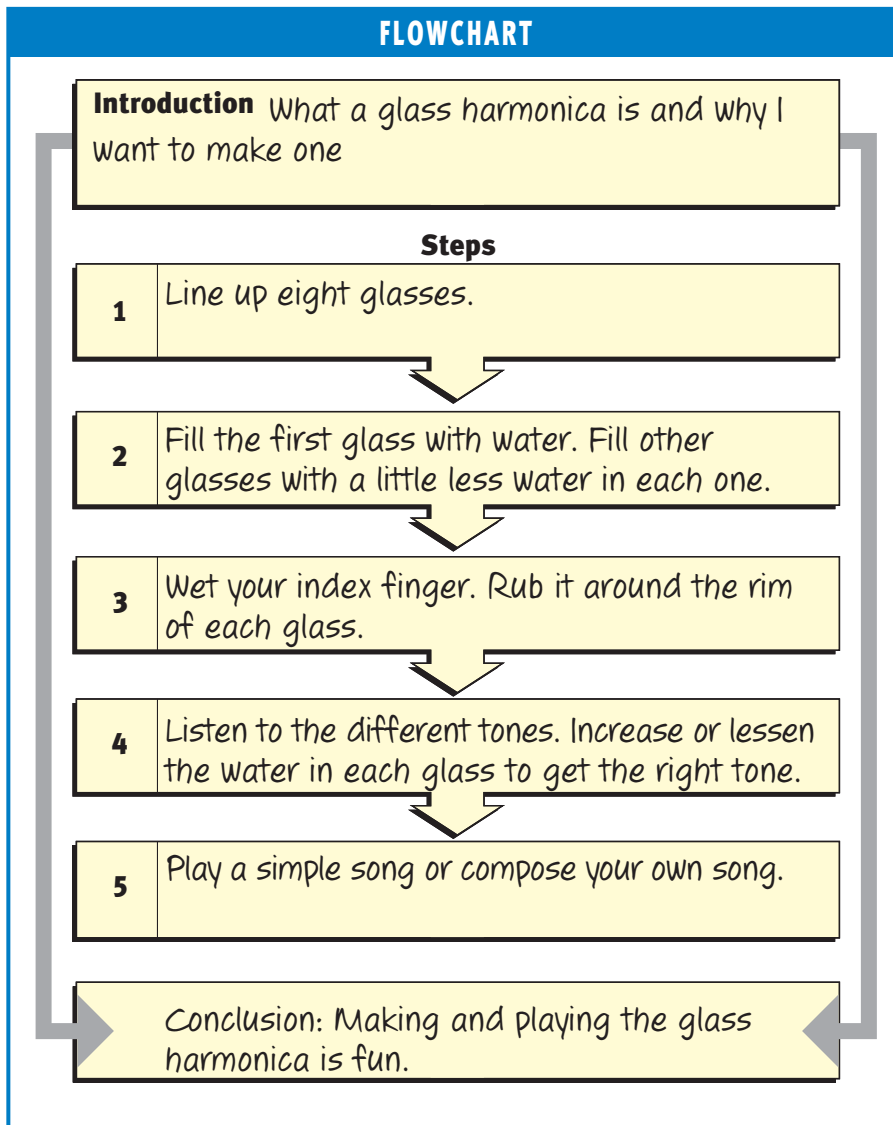 FLOWCHART
Introduction What a glass harmonica is and why I
want to make one
Steps
1 Line up eight glasses.
2 Fill the first glass with water. Fill other
glasses with a little less water in each one.
3 Wet your index finger. Rub it around the rim
of each glass.
4 Listen to the different tones. Increase or lessen
the water in each glass to get the right tone.
5 Play a simple song or compose your own song.
Conclusion: Making and playing the glass
harmonica is fun.